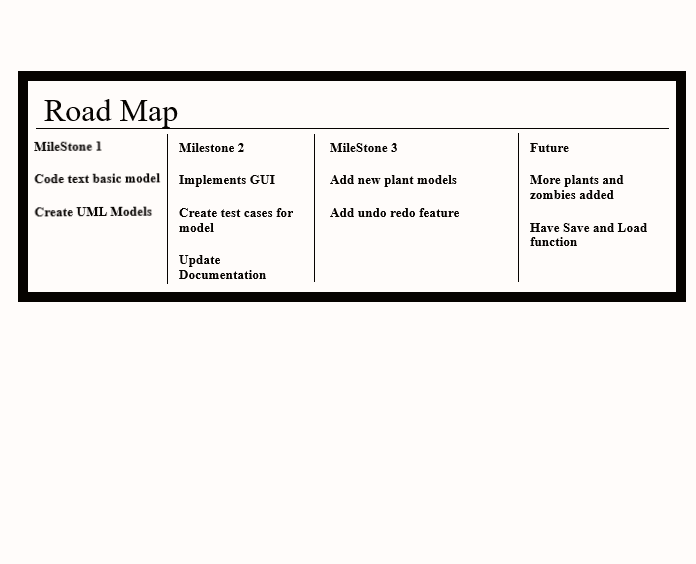 Road Map
MileStone 1
Code text basic model
Create UML Models
Milestone 2
Implements GUI
Create test cases for
model
Update
Documentation
MileStone 3
Add new plant models
Add undo redo feature
Future
More plants and
zombies added
Have Save and Load
function